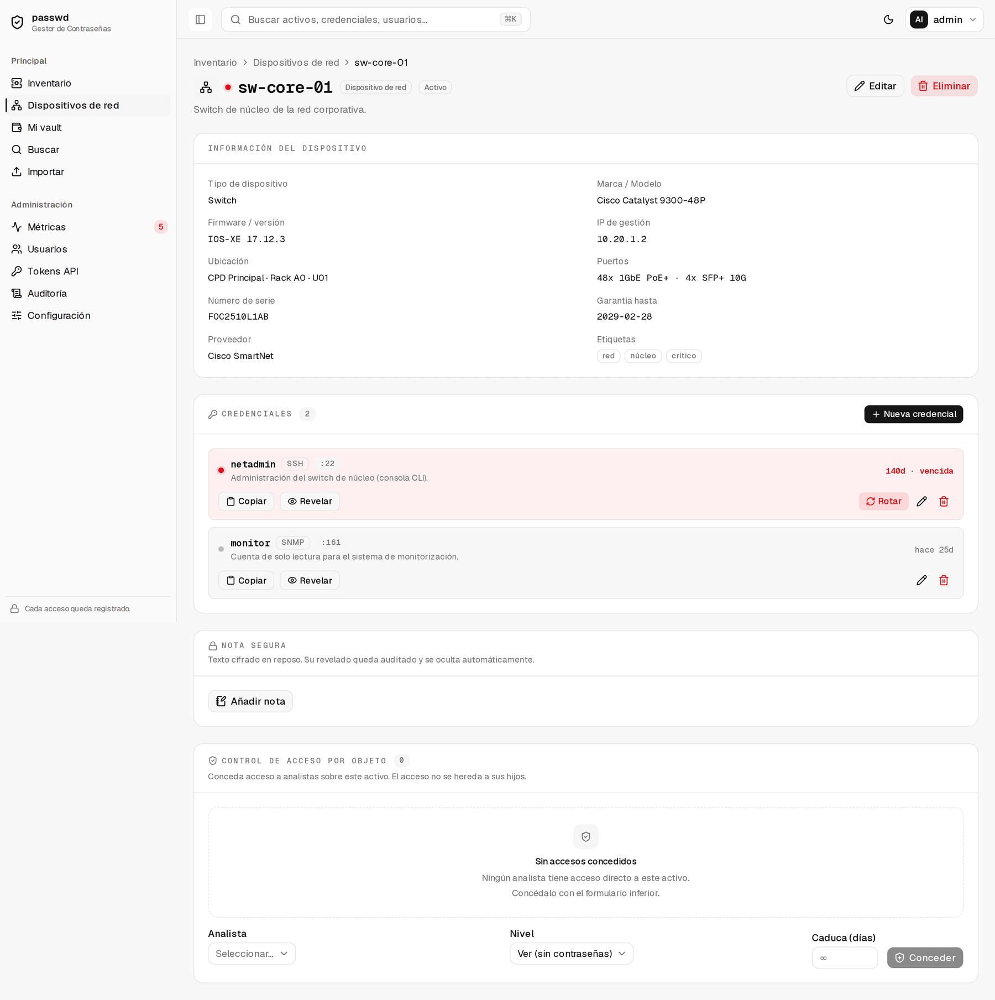 passwd
Gestor de Contraseñas
Principal
Inventario
Dispositivos de red
Mi vault
Buscar
Importar
Administración
Métricas 5
Usuarios
Tokens API
Auditoría
Configuración
Cada acceso queda registrado.
Buscar activos, credenciales, usuarios... ⌘K
AI admin
Inventario > Dispositivos de red > sw-core-01
sw-core-01 Dispositivo de red Activo
Editar Eliminar
Switch de núcleo de la red corporativa.
INFORMACIÓN DEL DISPOSITIVO
Tipo de dispositivo
Switch
Marca / Modelo
Cisco Catalyst 9300-48P
Firmware / versión
IOS-XE 17.12.3
IP de gestión
10.20.1.2
Ubicación
CPD Principal · Rack A0 · U01
Puertos
48x 1GbE PoE+ · 4x SFP+ 10G
Número de serie
FOC2510L1AB
Garantía hasta
2029-02-28
Proveedor
Cisco SmartNet
Etiquetas
red núcleo crítico
CREDENCIALES 2
Nueva credencial
netadmin SSH :22
Administración del switch de núcleo (consola CLI).
140d · vencida
Copiar Revelar
Rotar
monitor SNMP :161
Cuenta de solo lectura para el sistema de monitorización.
hace 25d
Copiar Revelar
NOTA SEGURA
Texto cifrado en reposo. Su revelado queda auditado y se oculta automáticamente.
Añadir nota
CONTROL DE ACCESO POR OBJETO 0
Conceda acceso a analistas sobre este activo. El acceso no se hereda a sus hijos.
Sin accesos concedidos
Ningún analista tiene acceso directo a este activo.
Concédalo con el formulario inferior.
Analista
Seleccionar...
Nivel
Ver (sin contraseñas)
Caduca (días)
∞
Conceder